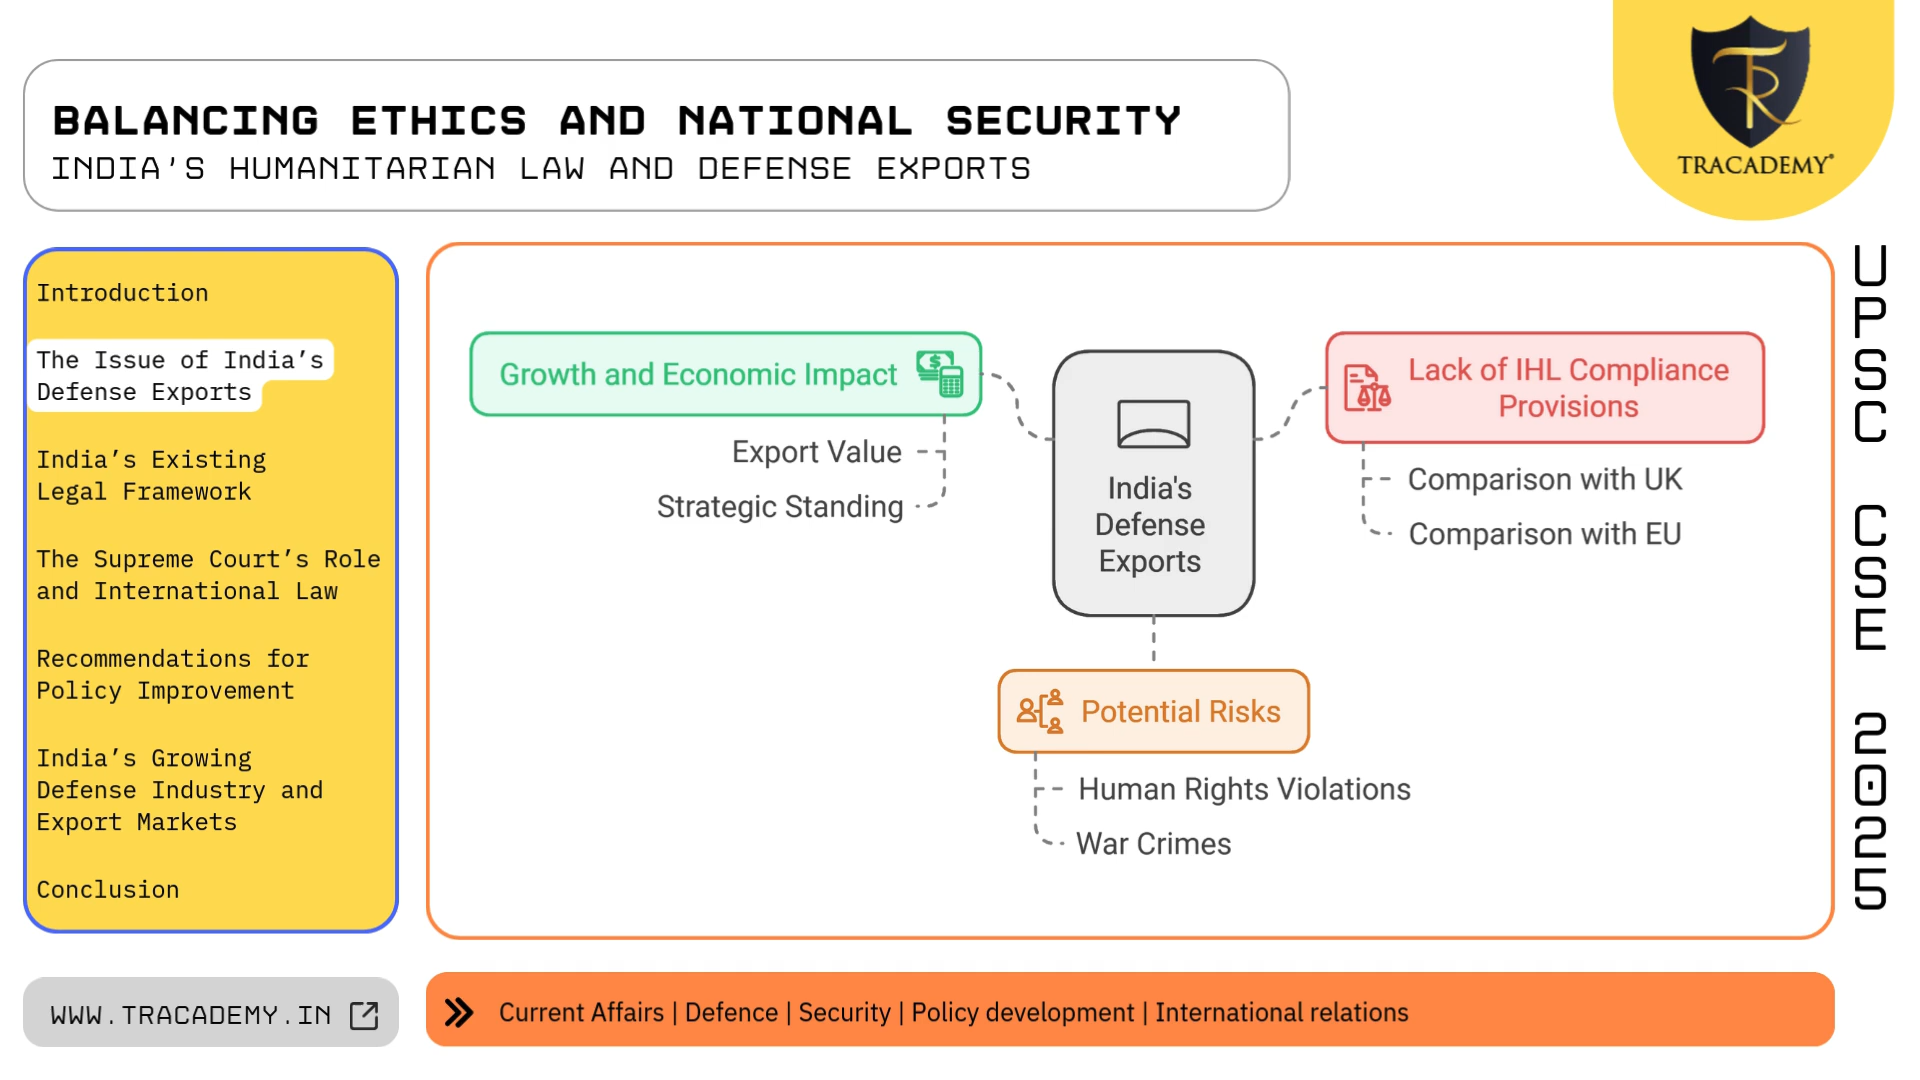 BALANCING ETHICS AND NATIONAL SECURITY
INDIA'S HUMANITARIAN LAW AND DEFENSE EXPORTS
TR
TRACADEMY®
Introduction
The Issue of India’s
Defense Exports
India’s Existing
Legal Framework
The Supreme Court’s Role
and International Law
Recommendations for
Policy Improvement
India’s Growing
Defense Industry and
Export Markets
Conclusion
Growth and Economic Impact
Export Value
Strategic Standing
India's
Defense
Exports
Lack of IHL Compliance
Provisions
Comparison with UK
Comparison with EU
Potential Risks
Human Rights Violations
War Crimes
UPSC CSE 2025
WWW.TRACADEMY.IN
Current Affairs | Defence | Security | Policy development | International relations